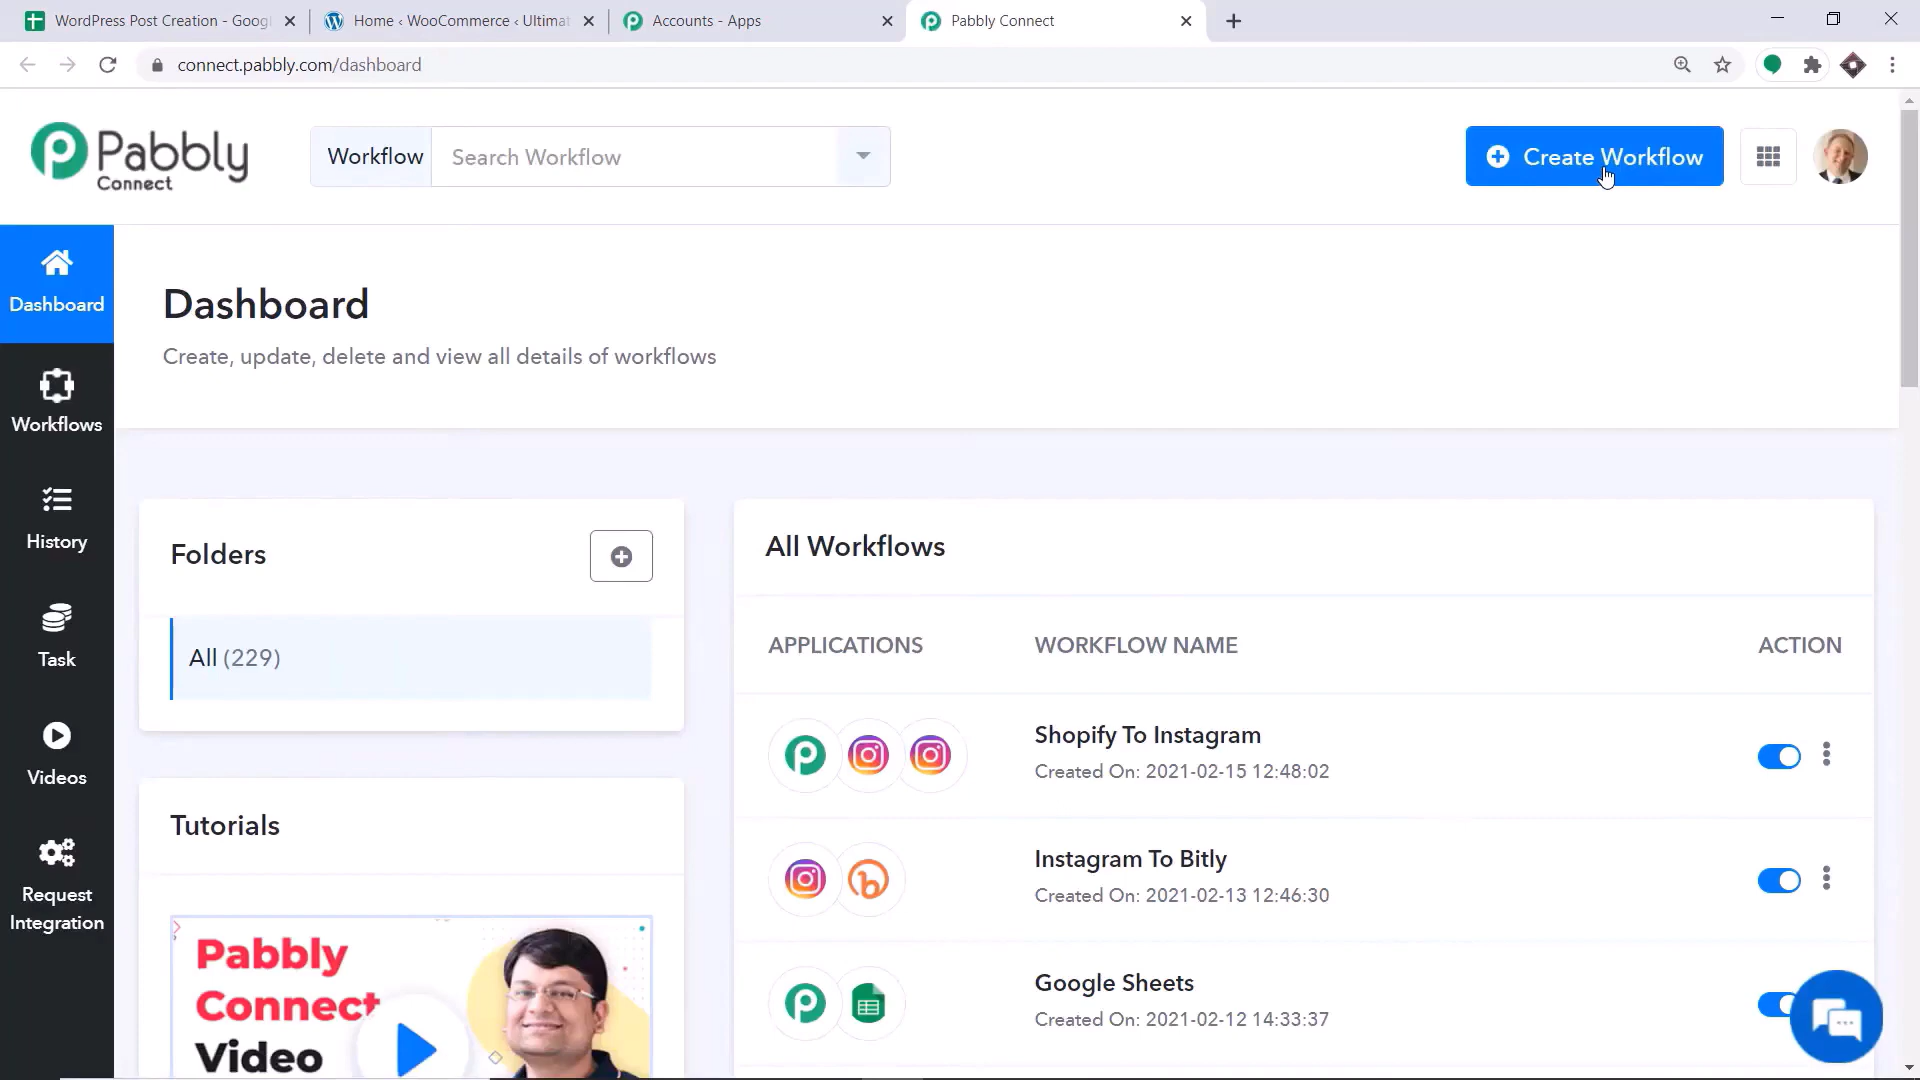 WordPress Post Creation - Goog
Home ‹ WooCommerce ‹ Ultimat
Accounts - Apps
Pabbly Connect
connect.pabbly.com/dashboard
Pabbly
Connect
Workflow
Search Workflow
Create Workflow
Dashboard
Workflows
History
Task
Videos
Request
Integration
Dashboard
Create, update, delete and view all details of workflows
Folders
All (229)
Tutorials
Pabbly
Connect
Video
All Workflows
APPLICATIONS
WORKFLOW NAME
ACTION
Shopify To Instagram
Created On: 2021-02-15 12:48:02
Instagram To Bitly
Created On: 2021-02-13 12:46:30
Google Sheets
Created On: 2021-02-12 14:33:37